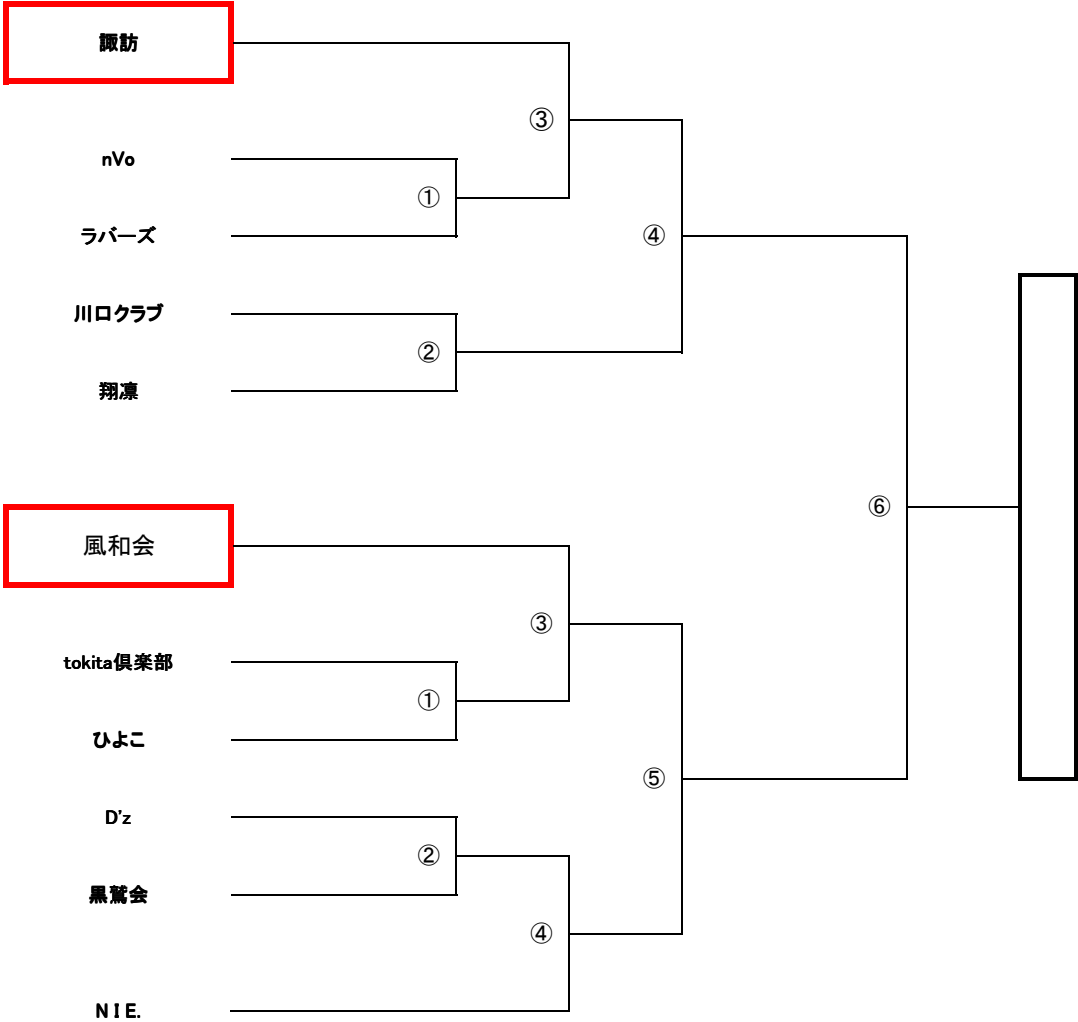 諏訪
③
nVo
①
ラバーズ
④
川口クラブ
②
翔凛
⑥
風和会
③
tokita倶楽部
①
ひよこ
⑤
D'z
②
黒鷲会
④
N I E.